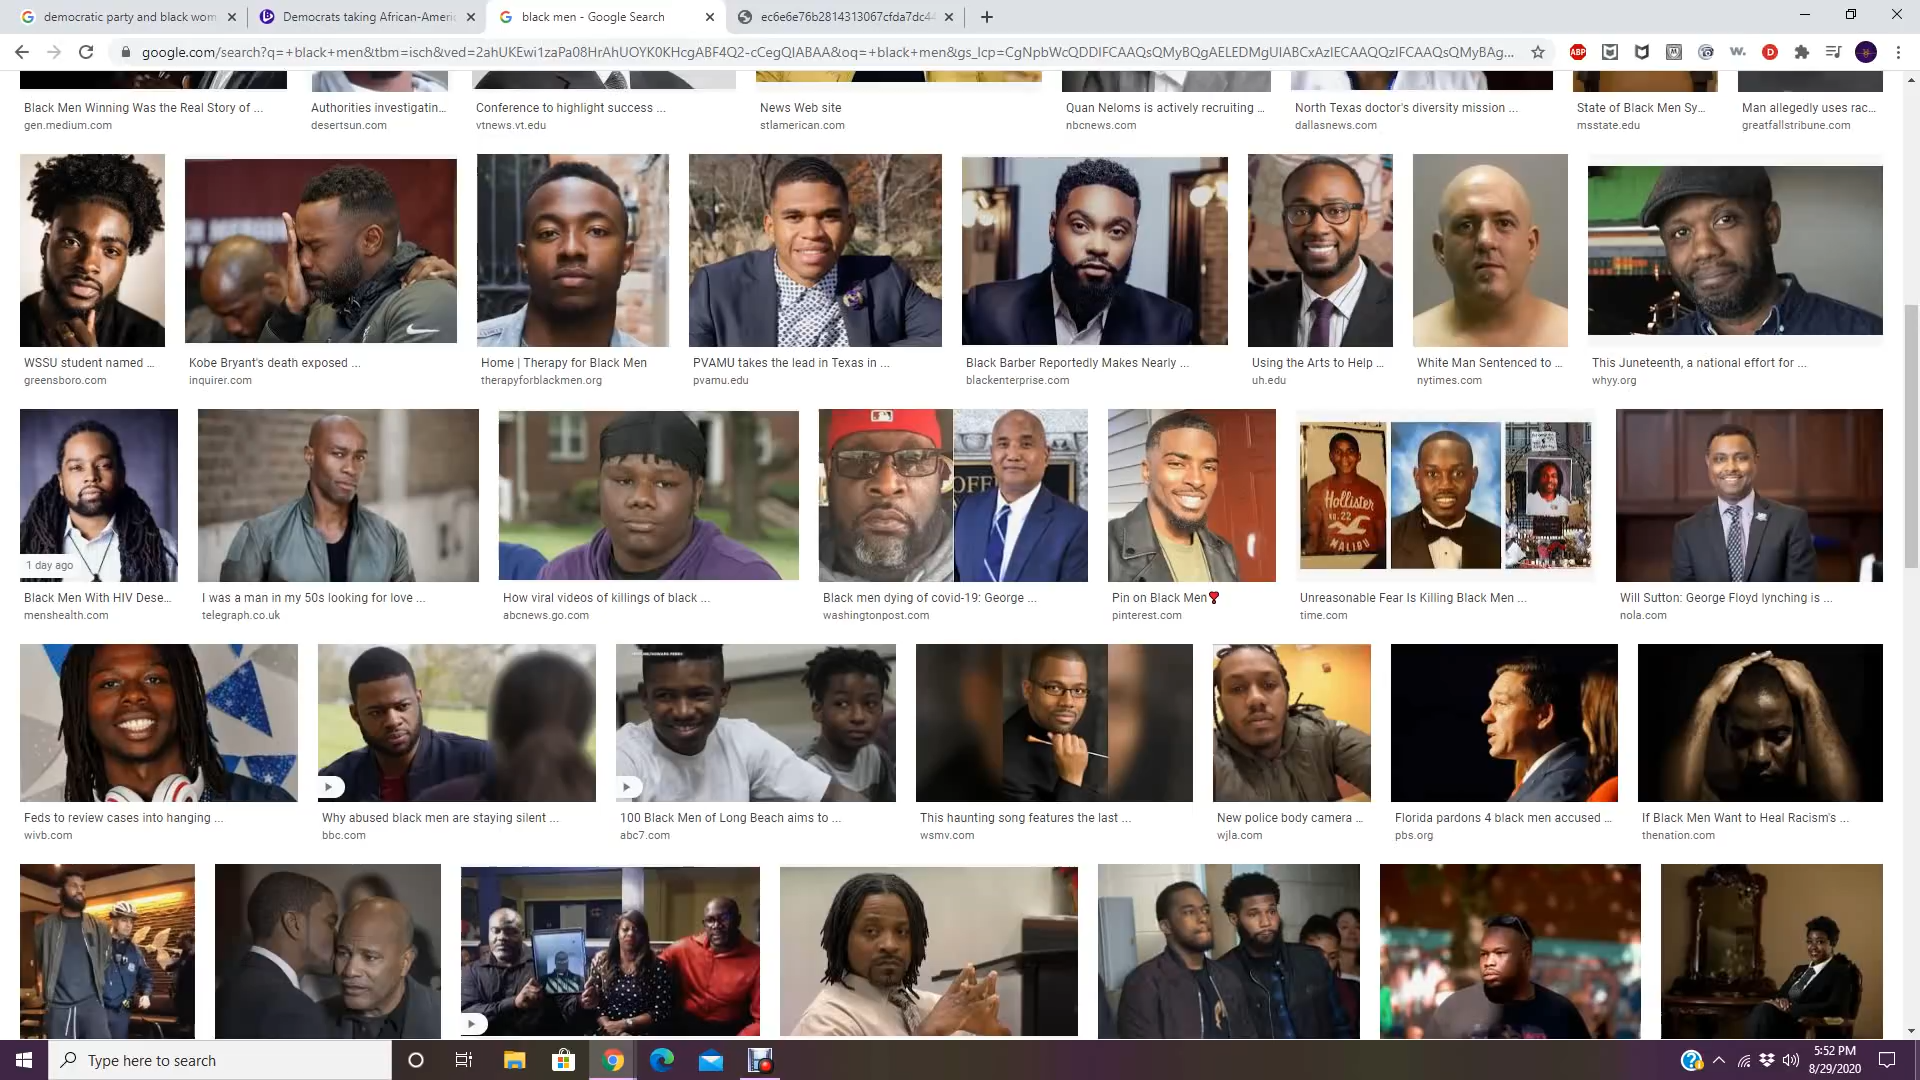 democratic party and black wom
Democrats taking African-Ameri
black men - Google Search
ec6e6e76b2814313067cfda7dc4
google.com/search?q=+black+men&tbm=isch&ved=2ahUKEwi1zaPa08HrAhUOYK0KHcgABF4Q2-cCegQIABAA&oq=+black+men&gs_lcp=CgNpbWcQDDIFCAAQsQMyBQgAELEDMgUIABCxAzIECAAQQzIFCAAQsQMyBAg...
Black Men Winning Was the Real Story of ...
gen.medium.com
Authorities investigatin...
desertsun.com
Conference to highlight success ...
vtnews.vt.edu
News Web site
stlamerican.com
Quan Neloms is actively recruiting ...
nbcnews.com
North Texas doctor's diversity mission ...
dallasnews.com
State of Black Men Sy...
msstate.edu
Man allegedly uses rac...
greatfallstribune.com
WSSU student named ...
greensboro.com
Kobe Bryant's death exposed ...
inquirer.com
Home | Therapy for Black Men
therapyforblackmen.org
PVAMU takes the lead in Texas in ...
pvamu.edu
Black Barber Reportedly Makes Nearly ...
blackenterprise.com
Using the Arts to Help ...
uh.edu
White Man Sentenced to ...
nytimes.com
This Juneteenth, a national effort for ...
whyy.org
1 day ago
OFFI
Hollister
NO. 22
MALIBU
Black Men With HIV Dese...
menshealth.com
I was a man in my 50s looking for love ...
telegraph.co.uk
How viral videos of killings of black ...
abcnews.go.com
Black men dying of covid-19: George ...
washingtonpost.com
Pin on Black Men❣
pinterest.com
Unreasonable Fear Is Killing Black Men ...
time.com
Will Sutton: George Floyd lynching is ...
nola.com
Feds to review cases into hanging ...
wivb.com
Why abused black men are staying silent ...
bbc.com
100 Black Men of Long Beach aims to ...
abc7.com
This haunting song features the last ...
wsmv.com
New police body camera ...
wjla.com
Florida pardons 4 black men accused ...
pbs.org
If Black Men Want to Heal Racism's ...
thenation.com
Type here to search
5:52 PM
8/29/2020